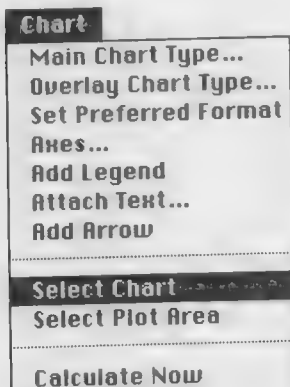 Chart
Main Chart Type...
Overlay Chart Type...
Set Preferred Format
Axes...
Add Legend
Attach Text...
Add Arrow
Select Chart
Select Plot Area
Calculate Now